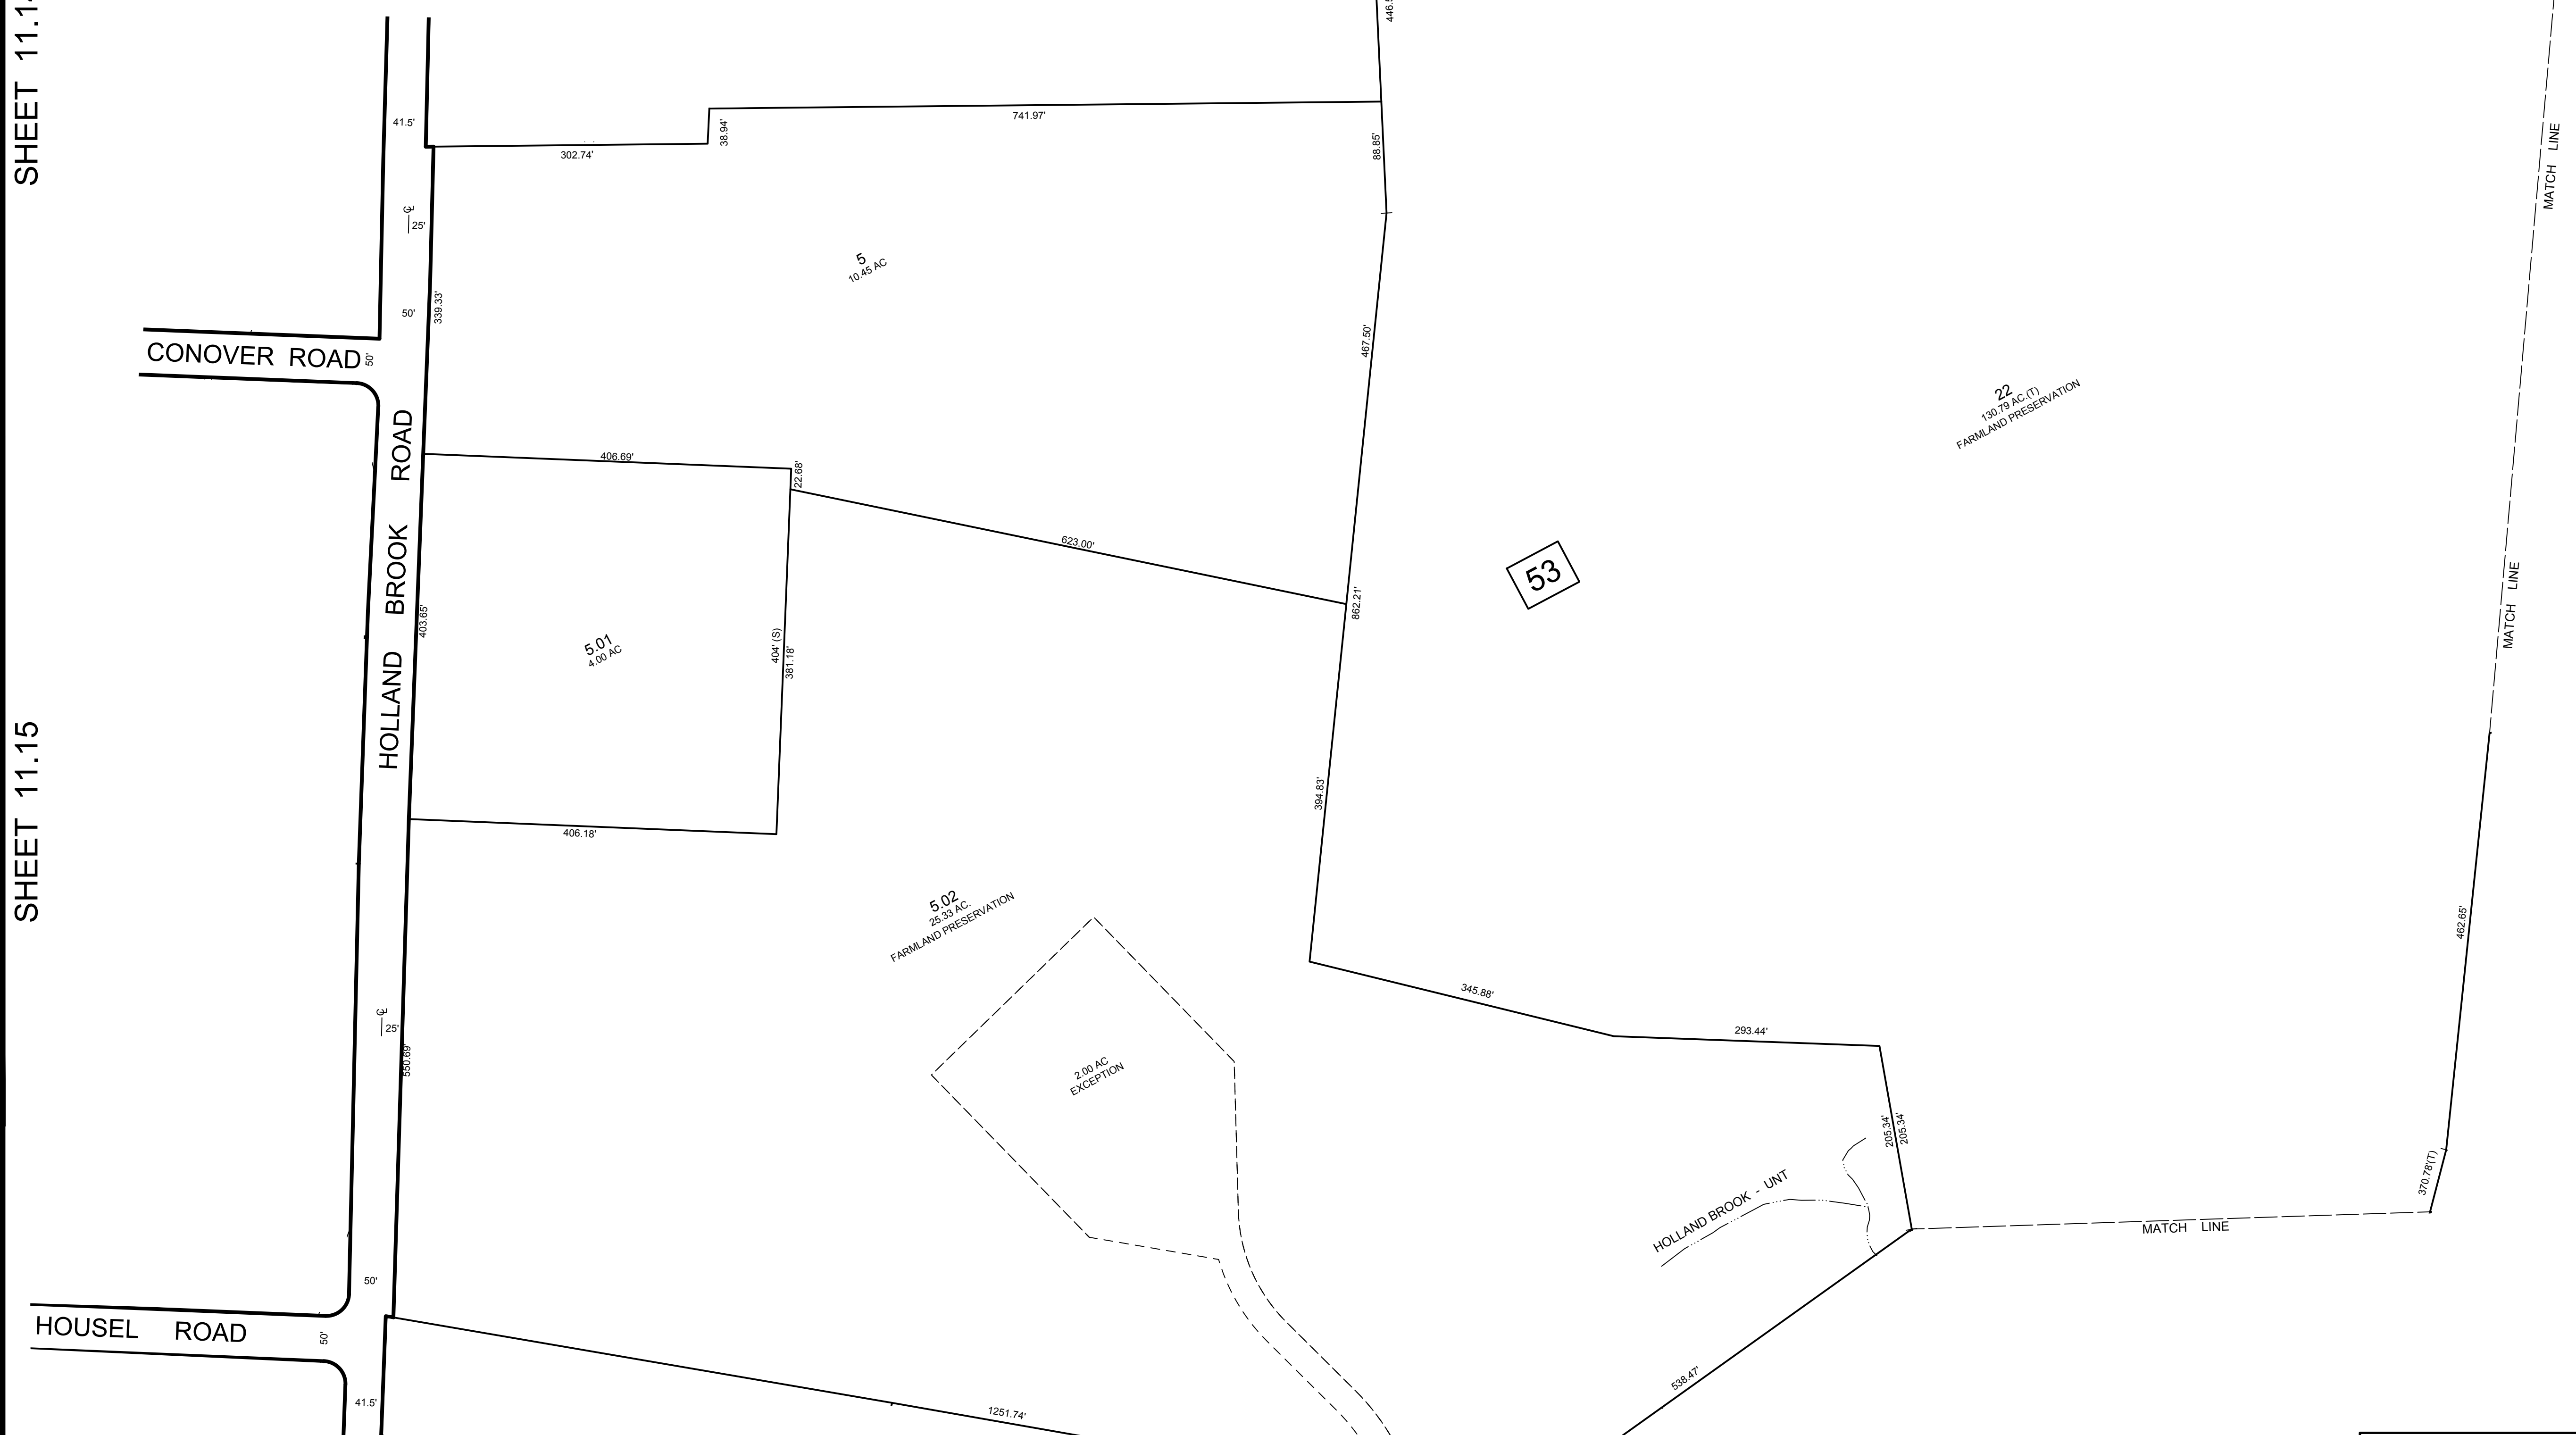 SHEET 11.14
446.5
MATCH LINE
41.5'
302.74'
38.94'
741.97'
88.85'
℄
25'
5
10.45 AC
339.33'
50'
467.50'
CONOVER ROAD
50'
22
130.79 AC.(T)
FARMLAND PRESERVATION
HOLLAND BROOK ROAD
406.69'
22.68'
623.00'
53
862.21'
MATCH LINE
403.65'
5.01
4.00 AC
404' (S)
381.18'
SHEET 11.15
394.83'
406.18'
5.02
25.33 AC.
FARMLAND PRESERVATION
462.65'
345.88'
℄
25'
293.44'
550.69'
2.00 AC
EXCEPTION
205.34'
205.34'
370.78'(T)
HOLLAND BROOK - UNT
MATCH LINE
50'
HOUSEL ROAD
50'
538.47'
41.5'
1251.74'